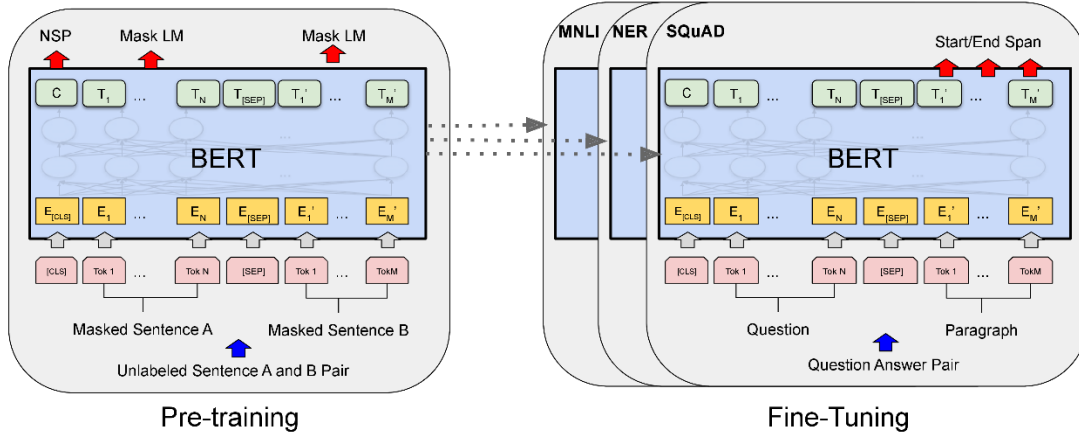 NSP Mask LM Mask LM
C T1 ... TN T[SEP] T1' ... TM'
BERT
E[CLS] E1 ... EN E[SEP] E1' ... EM'
[CLS] Tok 1 ... Tok N [SEP] Tok 1 ... TokM
Masked Sentence A Masked Sentence B
Unlabeled Sentence A and B Pair
Pre-training
MNLI NER SQuAD
Start/End Span
C T1 ... TN T[SEP] T1' ... TM'
BERT
E[CLS] E1 ... EN E[SEP] E1' ... EM'
[CLS] Tok 1 ... Tok N [SEP] Tok 1 ... TokM
Question Paragraph
Question Answer Pair
Fine-Tuning